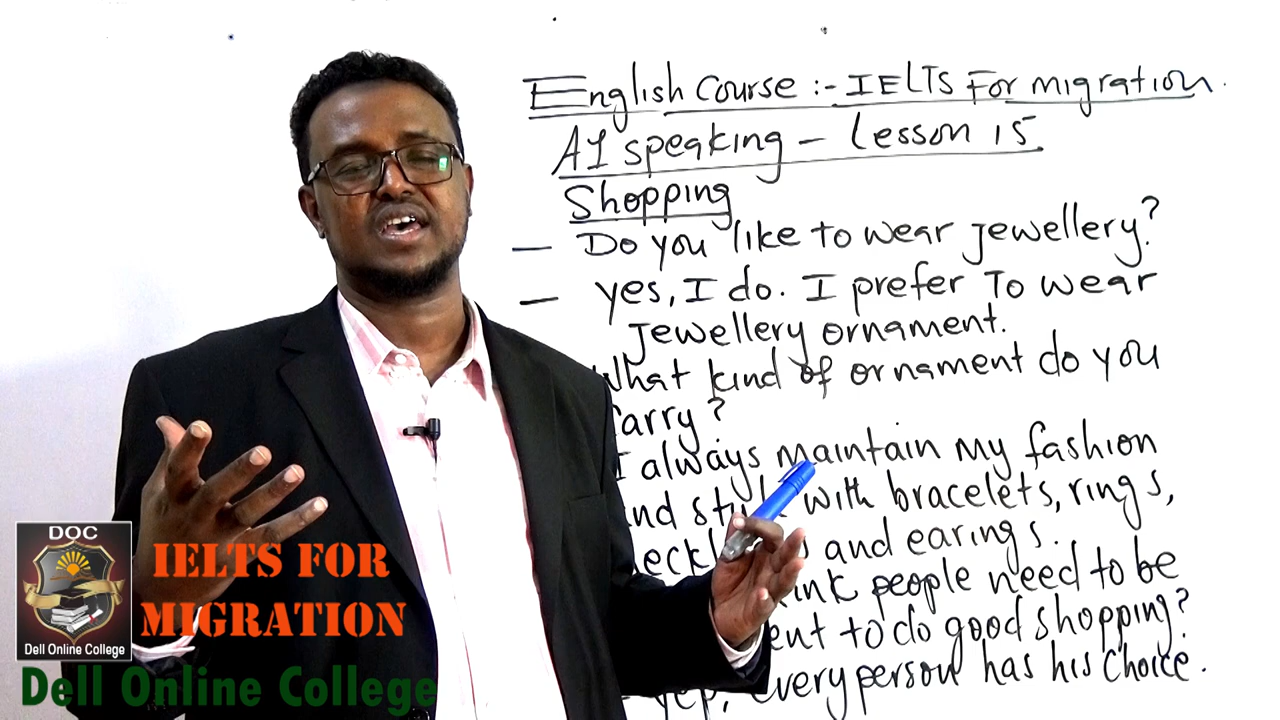 English Course :- IELTS For migration.
A1 speaking - Lesson 15
Shopping
- Do you like to wear jewellery?
- yes, I do. I prefer To wear
Jewellery ornament.
What kind of ornament do you
carry?
I always maintain my fashion
and style with bracelets, rings,
and earings.
people need to be
to do good shopping?
- yep, every person has his choice.
DOC
Dell Online College
IELTS FOR
MIGRATION
Dell Online College